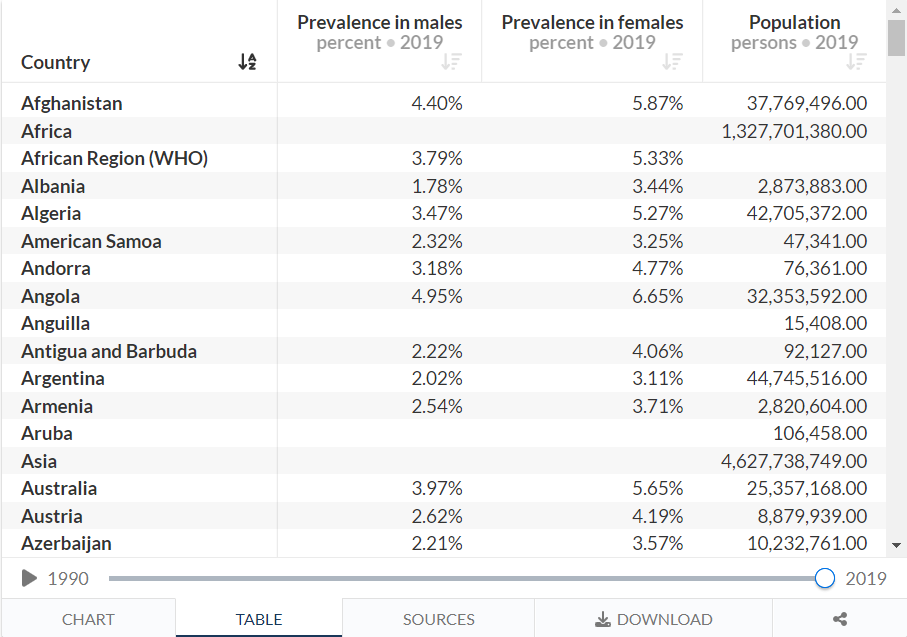 Country
Prevalence in males
percent • 2019
Prevalence in females
percent • 2019
Population
persons • 2019
Afghanistan 4.40% 5.87% 37,769,496.00
Africa 1,327,701,380.00
African Region (WHO) 3.79% 5.33%
Albania 1.78% 3.44% 2,873,883.00
Algeria 3.47% 5.27% 42,705,372.00
American Samoa 2.32% 3.25% 47,341.00
Andorra 3.18% 4.77% 76,361.00
Angola 4.95% 6.65% 32,353,592.00
Anguilla 15,408.00
Antigua and Barbuda 2.22% 4.06% 92,127.00
Argentina 2.02% 3.11% 44,745,516.00
Armenia 2.54% 3.71% 2,820,604.00
Aruba 106,458.00
Asia 4,627,738,749.00
Australia 3.97% 5.65% 25,357,168.00
Austria 2.62% 4.19% 8,879,939.00
Azerbaijan 2.21% 3.57% 10,232,761.00
1990 2019
CHART TABLE SOURCES DOWNLOAD